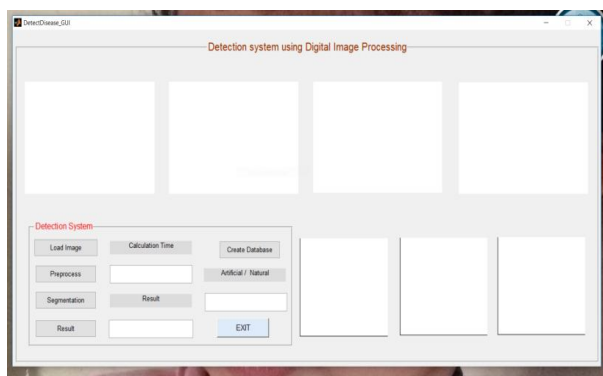 DetectDisease_GUI
Detection system using Digital Image Processing
Detection System
Load Image
Calculation Time
Create Database
Preprocess
Artificial / Natural
Segmentation
Result
Result
EXIT